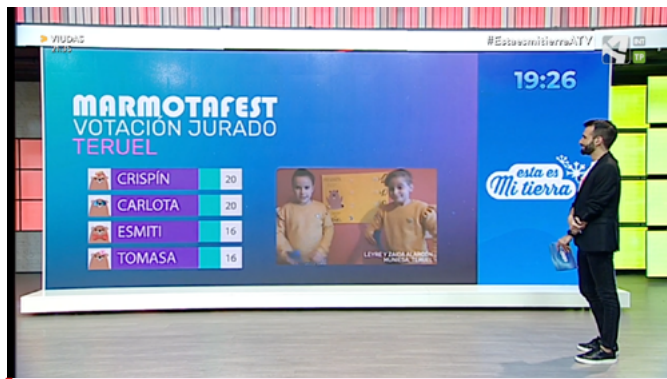 VIUDAS
#EstaesmitierraATV
19:26
MARMOTAFEST
VOTACIÓN JURADO
TERUEL
CRISPÍN 20
CARLOTA 20
ESMITI 16
TOMASA 16
LEYRE Y ZAIDA ALARCÓN
MUNIESA, TERUEL
esta es
Mi tierra